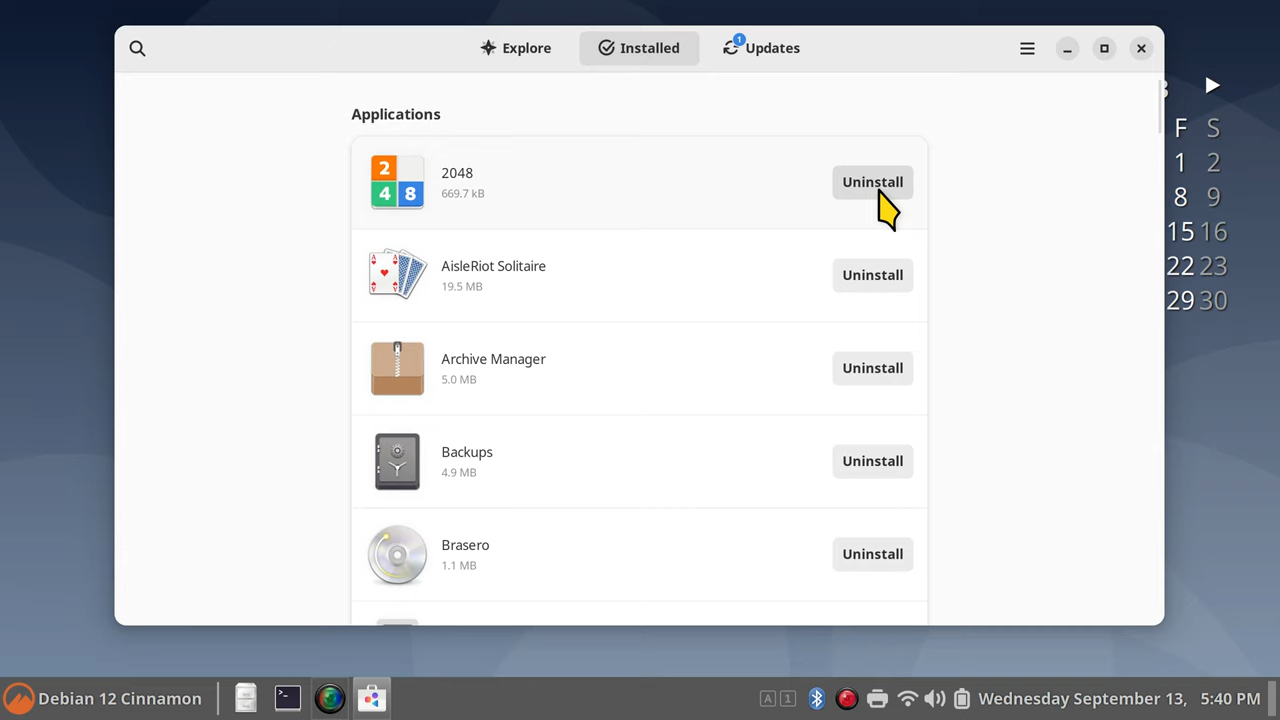 Explore
Installed
1
Updates
Applications
2
4 8
2048
669.7 kB
Uninstall
AisleRiot Solitaire
19.5 MB
Uninstall
Archive Manager
5.0 MB
Uninstall
Backups
4.9 MB
Uninstall
Brasero
1.1 MB
Uninstall
F S
1 2
8 9
15 16
22 23
29 30
Debian 12 Cinnamon
A 1
Wednesday September 13, 5:40 PM